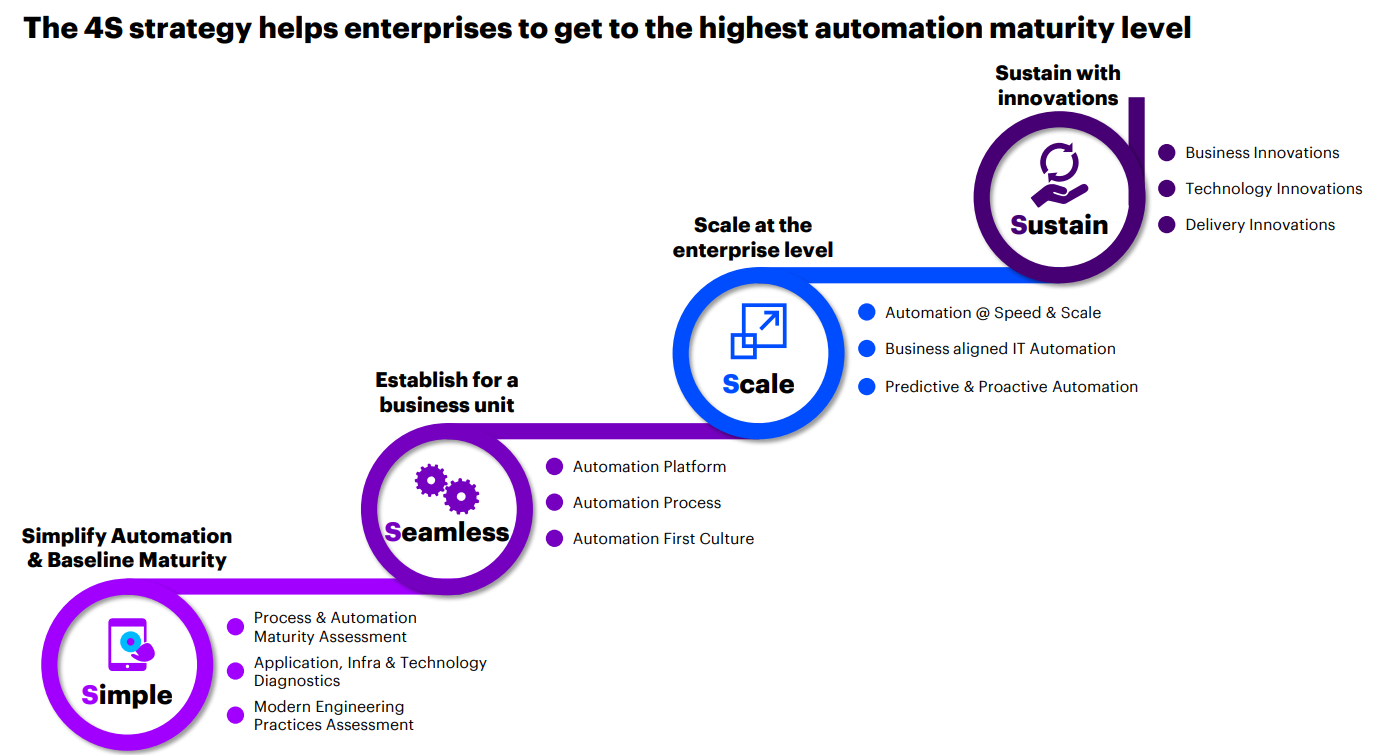 The 4S strategy helps enterprises to get to the highest automation maturity level
Sustain with
innovations
Sustain
Business Innovations
Technology Innovations
Delivery Innovations
Scale at the
enterprise level
Scale
Automation @ Speed & Scale
Business aligned IT Automation
Predictive & Proactive Automation
Establish for a
business unit
Seamless
Automation Platform
Automation Process
Automation First Culture
Simplify Automation
& Baseline Maturity
Simple
Process & Automation
Maturity Assessment
Application, Infra & Technology
Diagnostics
Modern Engineering
Practices Assessment